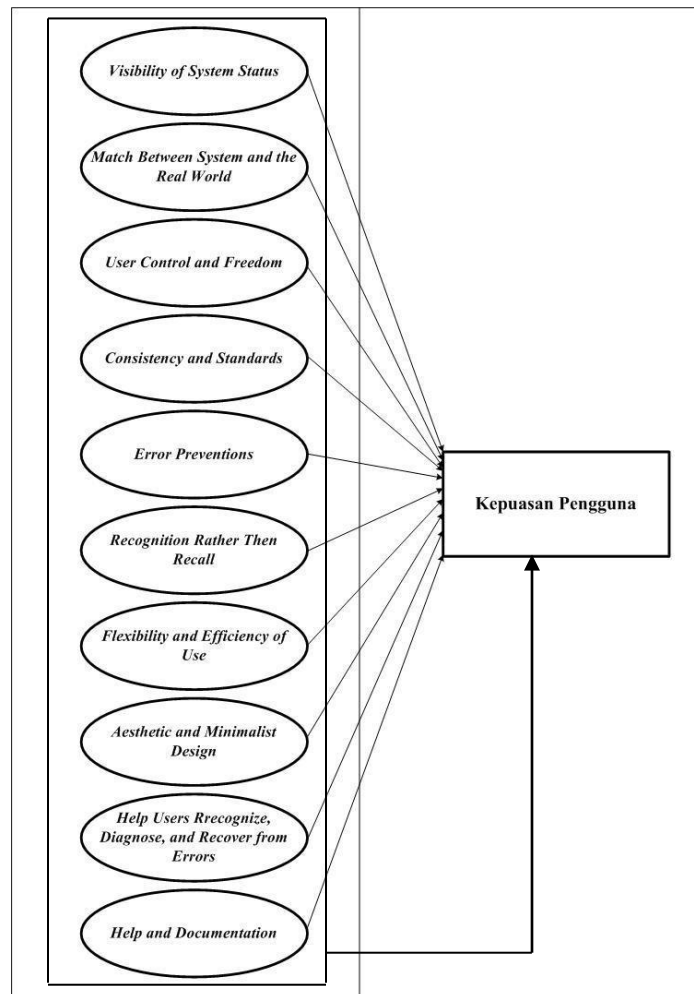 Visibility of System Status
Match Between System and the
Real World
User Control and Freedom
Consistency and Standards
Error Preventions
Recognition Rather Then
Recall
Flexibility and Efficiency of
Use
Aesthetic and Minimalist
Design
Help Users Rrecognize,
Diagnose, and Recover from
Errors
Help and Documentation
Kepuasan Pengguna